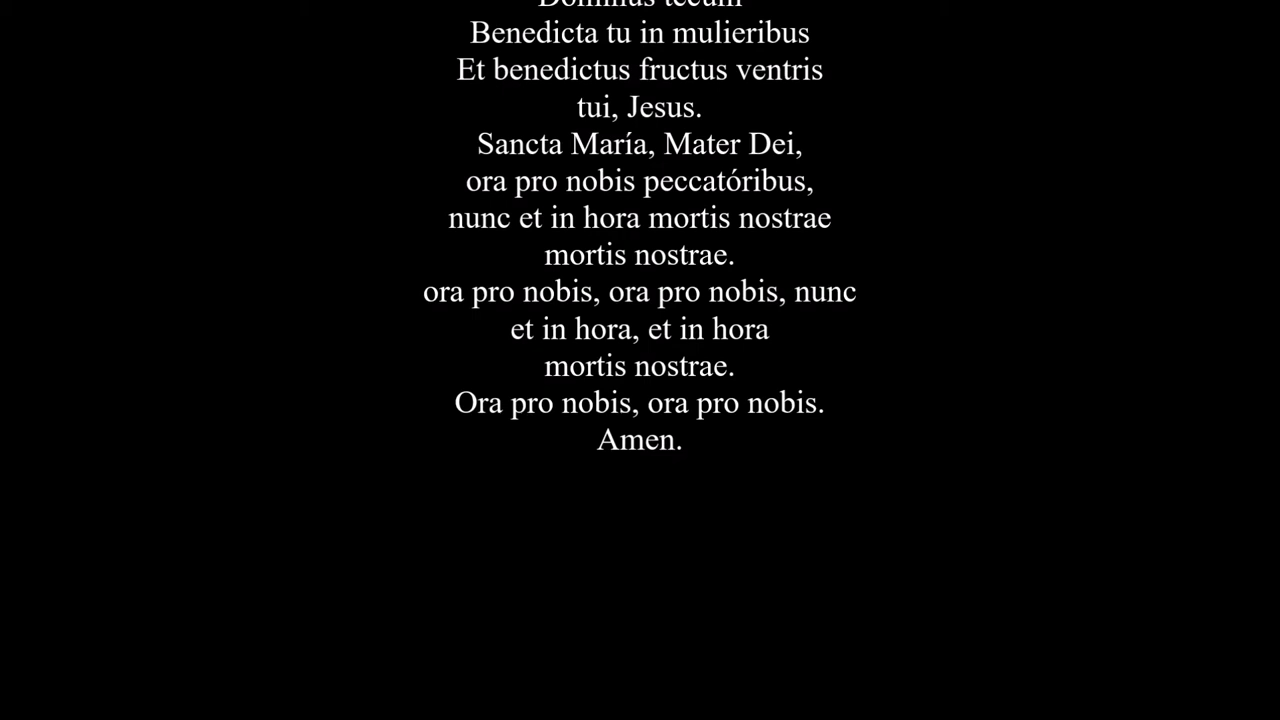 Dominus tecum
Benedicta tu in mulieribus
Et benedictus fructus ventris
tui, Jesus.
Sancta María, Mater Dei,
ora pro nobis peccatóribus,
nunc et in hora mortis nostrae
mortis nostrae.
ora pro nobis, ora pro nobis, nunc
et in hora, et in hora
mortis nostrae.
Ora pro nobis, ora pro nobis.
Amen.